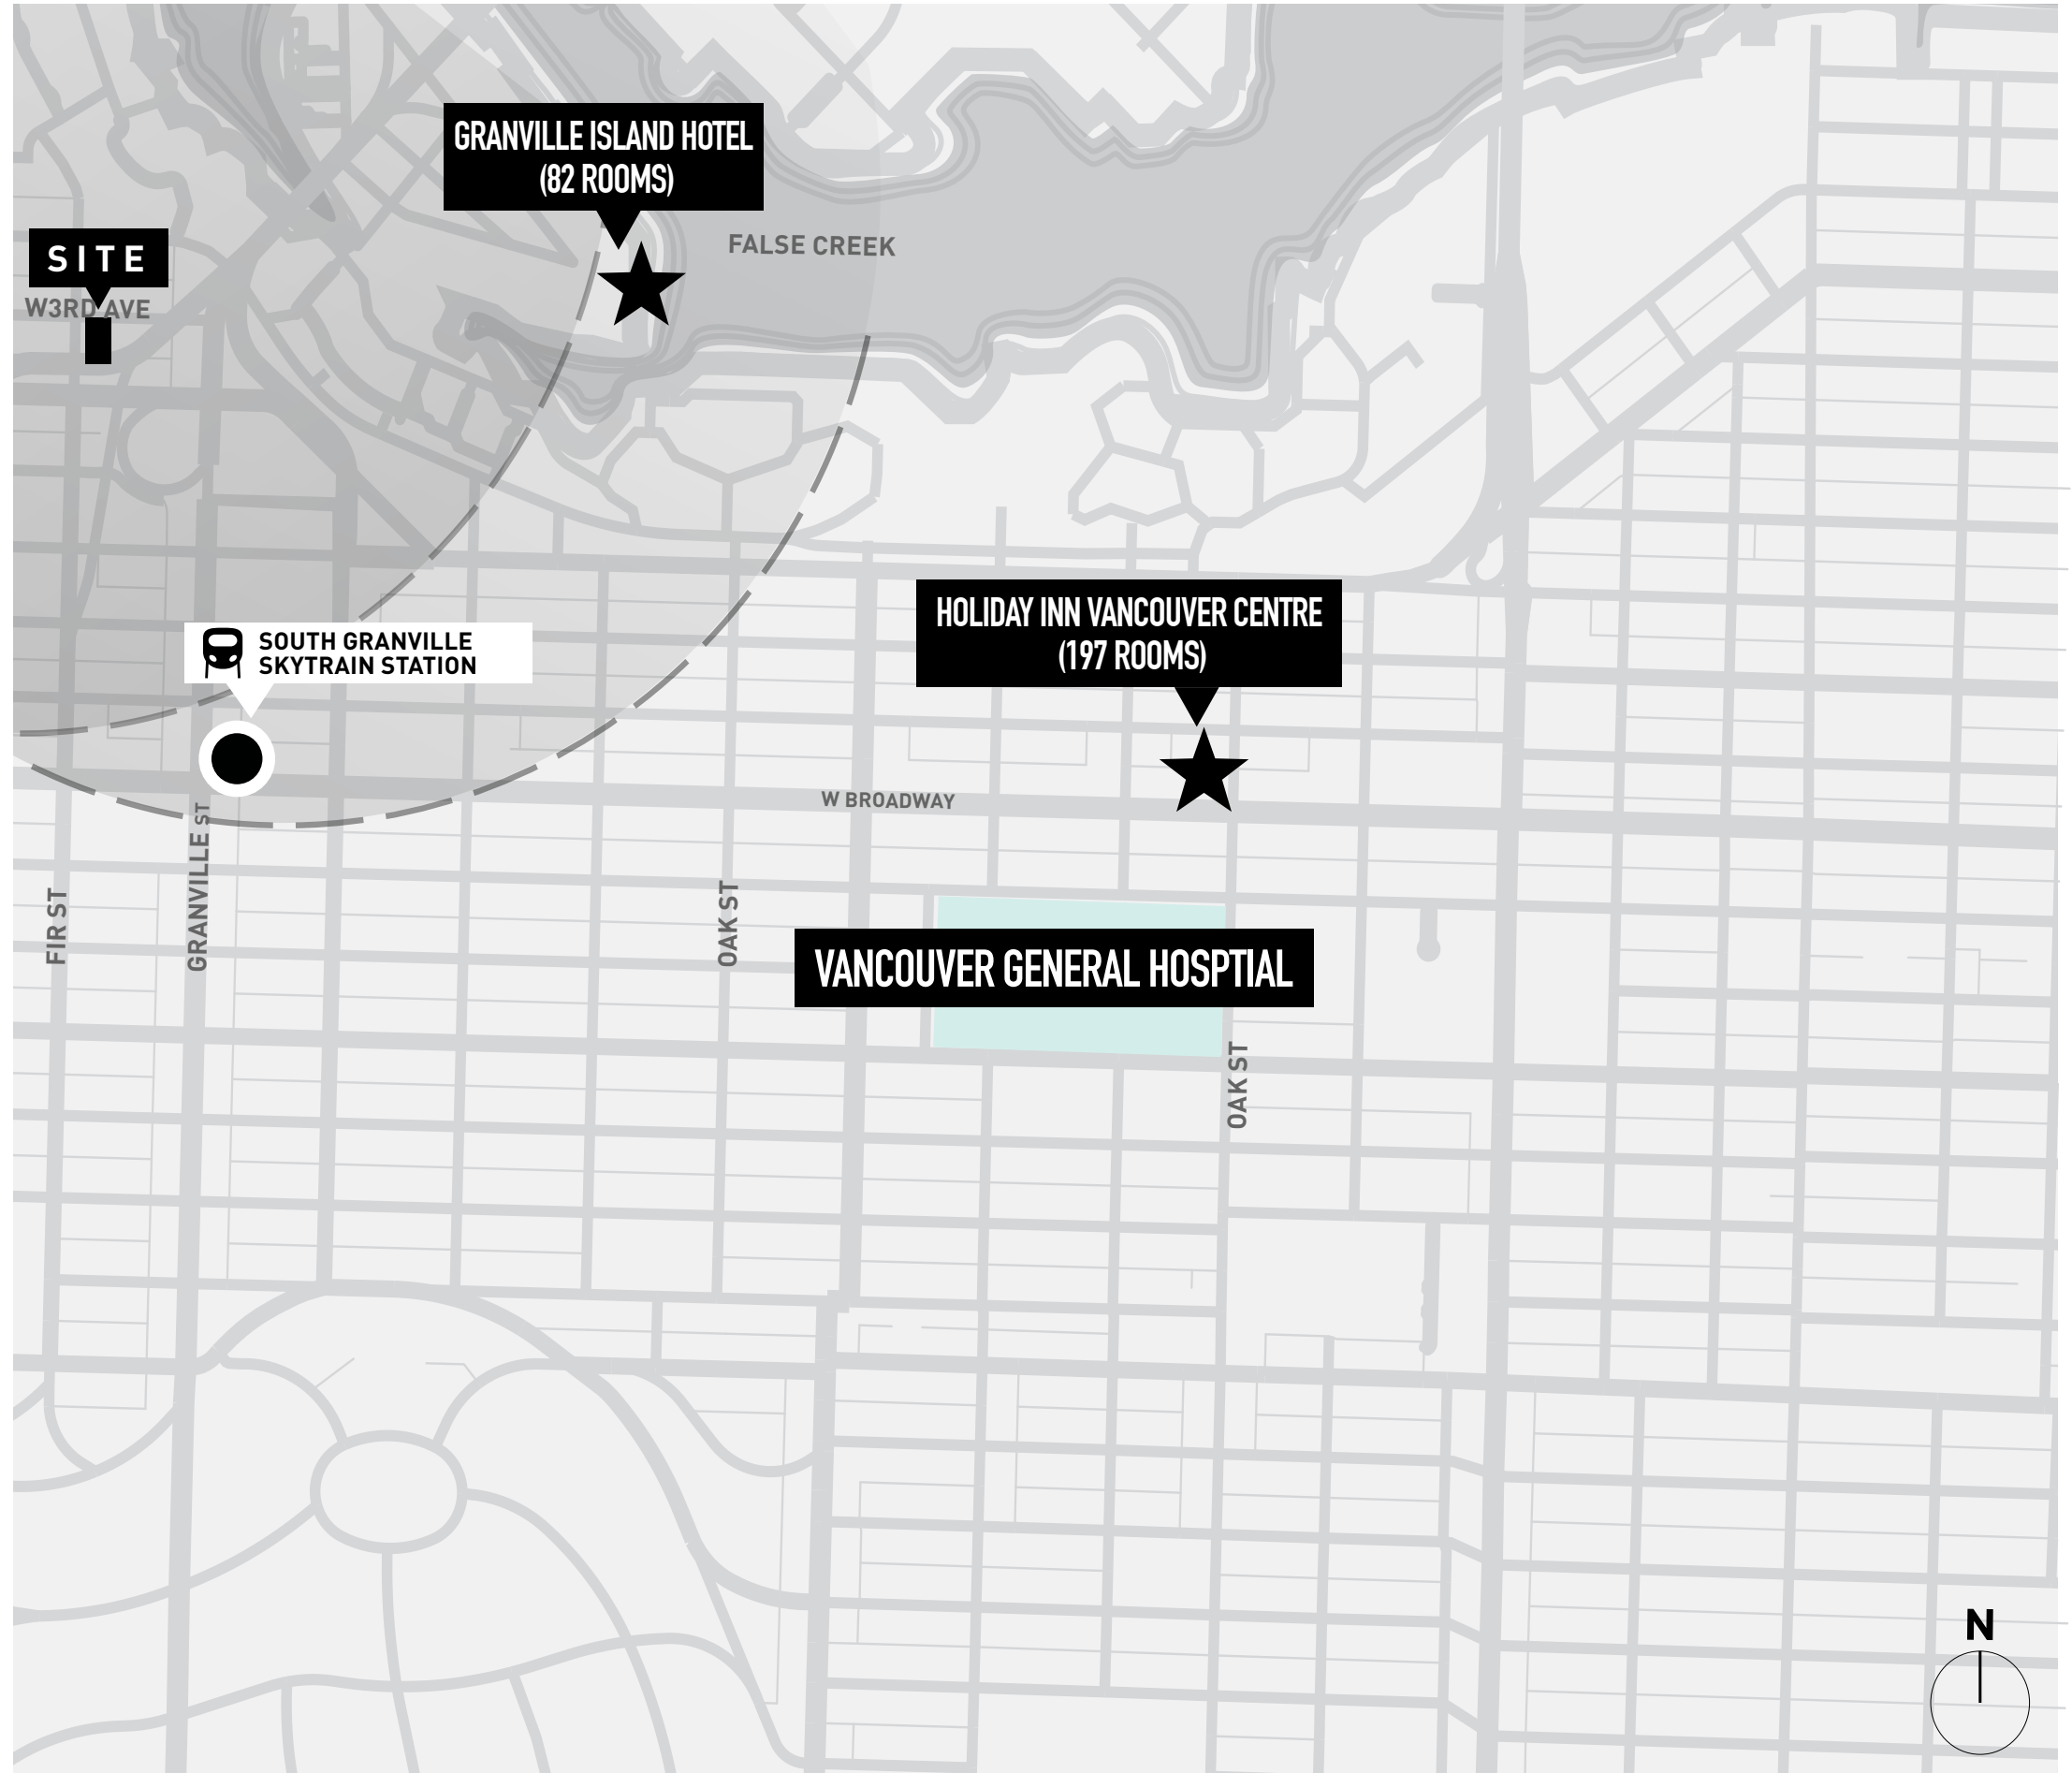 GRANVILLE ISLAND HOTEL
(82 ROOMS)
SITE
FALSE CREEK
W3RD AVE
HOLIDAY INN VANCOUVER CENTRE
(197 ROOMS)
SOUTH GRANVILLE
SKYTRAIN STATION
W BROADWAY
FIR ST
GRANVILLE ST
OAK ST
VANCOUVER GENERAL HOSPTIAL
OAK ST
N